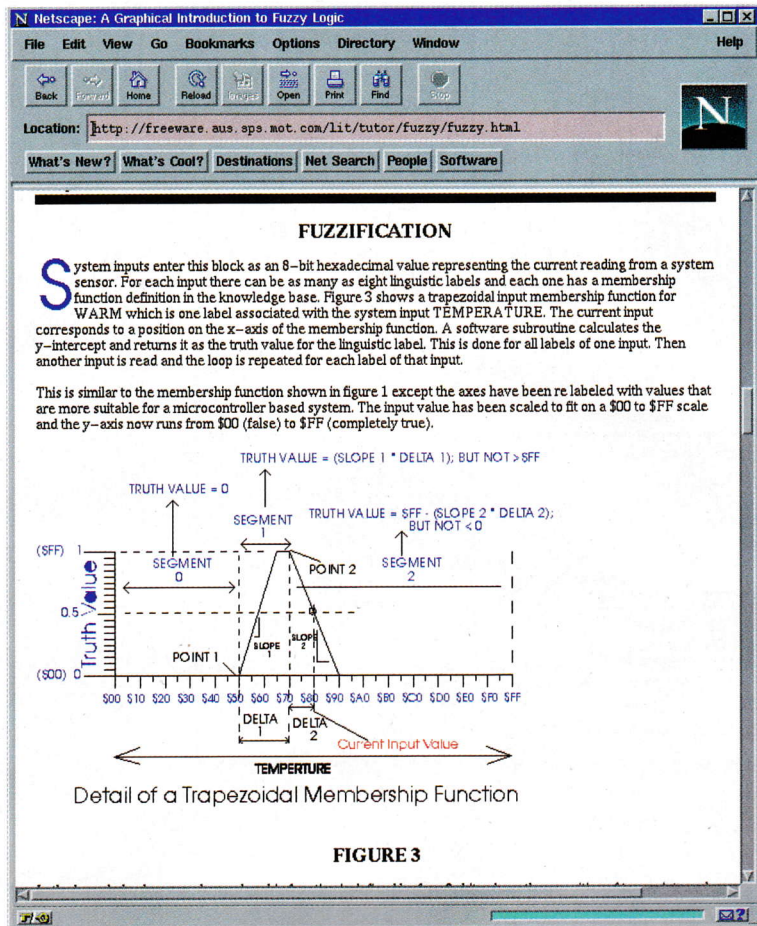 Netscape: A Graphical Introduction to Fuzzy Logic
File Edit View Go Bookmarks Options Directory Window Help
Back Forward Home Reload Images Open Print Find Stop
Location: http://freeware.aus.sps.mot.com/lit/tutor/fuzzy/fuzzy.html
N
What's New? What's Cool? Destinations Net Search People Software
FUZZIFICATION
System inputs enter this block as an 8-bit hexadecimal value representing the current reading from a system
sensor. For each input there can be as many as eight linguistic labels and each one has a membership
function definition in the knowledge base. Figure 3 shows a trapezoidal input membership function for
WARM which is one label associated with the system input TEMPERATURE. The current input
corresponds to a position on the x-axis of the membership function. A software subroutine calculates the
y-intercept and returns it as the truth value for the linguistic label. This is done for all labels of one input. Then
another input is read and the loop is repeated for each label of that input.
This is similar to the membership function shown in figure 1 except the axes have been re labeled with values that
are more suitable for a microcontroller based system. The input value has been scaled to fit on a $00 to $FF scale
and the y-axis now runs from $00 (false) to $FF (completely true).
TRUTH VALUE = (SLOPE 1 * DELTA 1); BUT NOT > $FF
TRUTH VALUE = 0
SEGMENT
1
TRUTH VALUE = $FF - (SLOPE 2 * DELTA 2);
BUT NOT < 0
($FF) 1
SEGMENT
0
POINT 2
SEGMENT
2
Truth Value
0.5
SLOPE
1
SLOPE
2
POINT 1
($00) 0
$00 $10 $20 $30 $40 $50 $60 $70 $80 $90 $A0 $B0 $C0 $D0 $E0 $F0 $FF
DELTA
1
DELTA
2
Current Input Value
TEMPERTURE
Detail of a Trapezoidal Membership Function
FIGURE 3